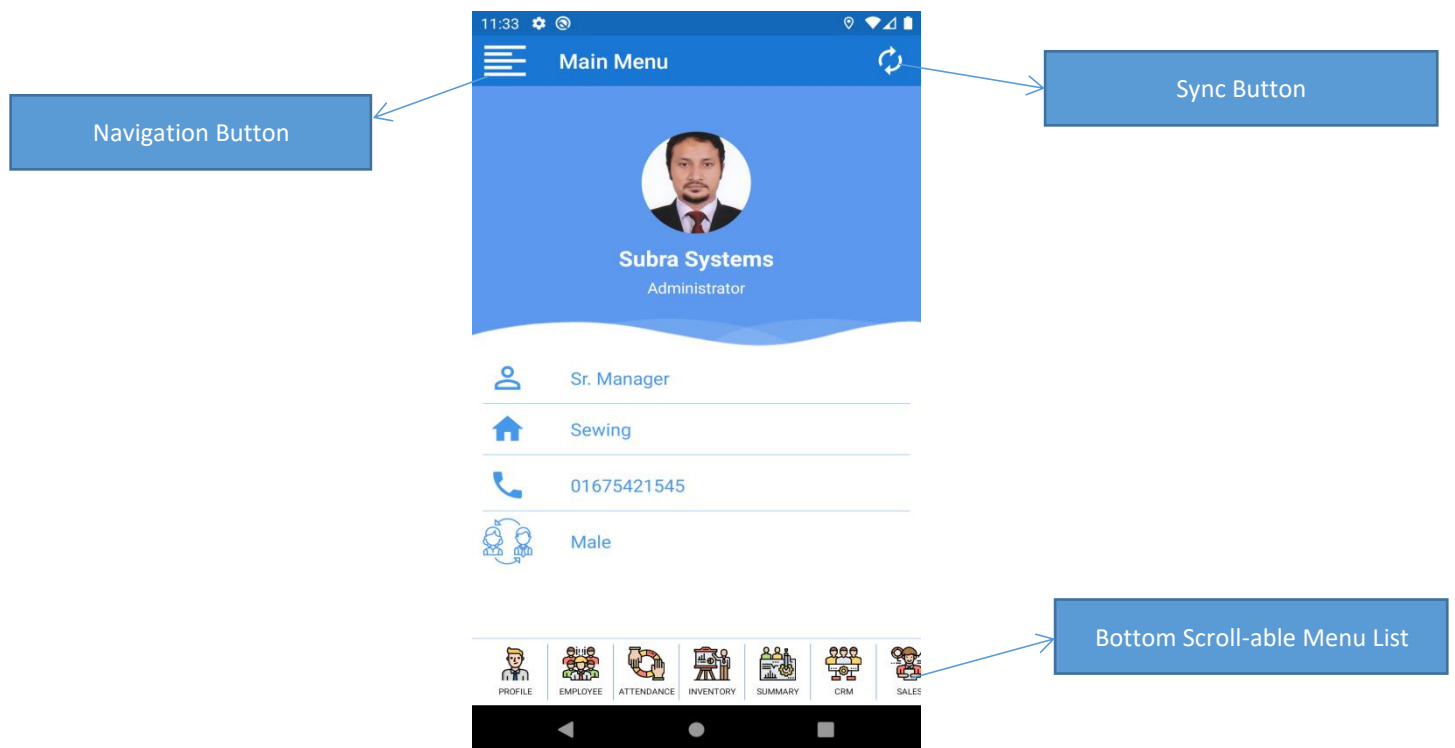 11:33
Main Menu
Sync Button
Navigation Button
Subra Systems
Administrator
Sr. Manager
Sewing
01675421545
Male
Bottom Scroll-able Menu List
PROFILE EMPLOYEE ATTENDANCE INVENTORY SUMMARY CRM SALES